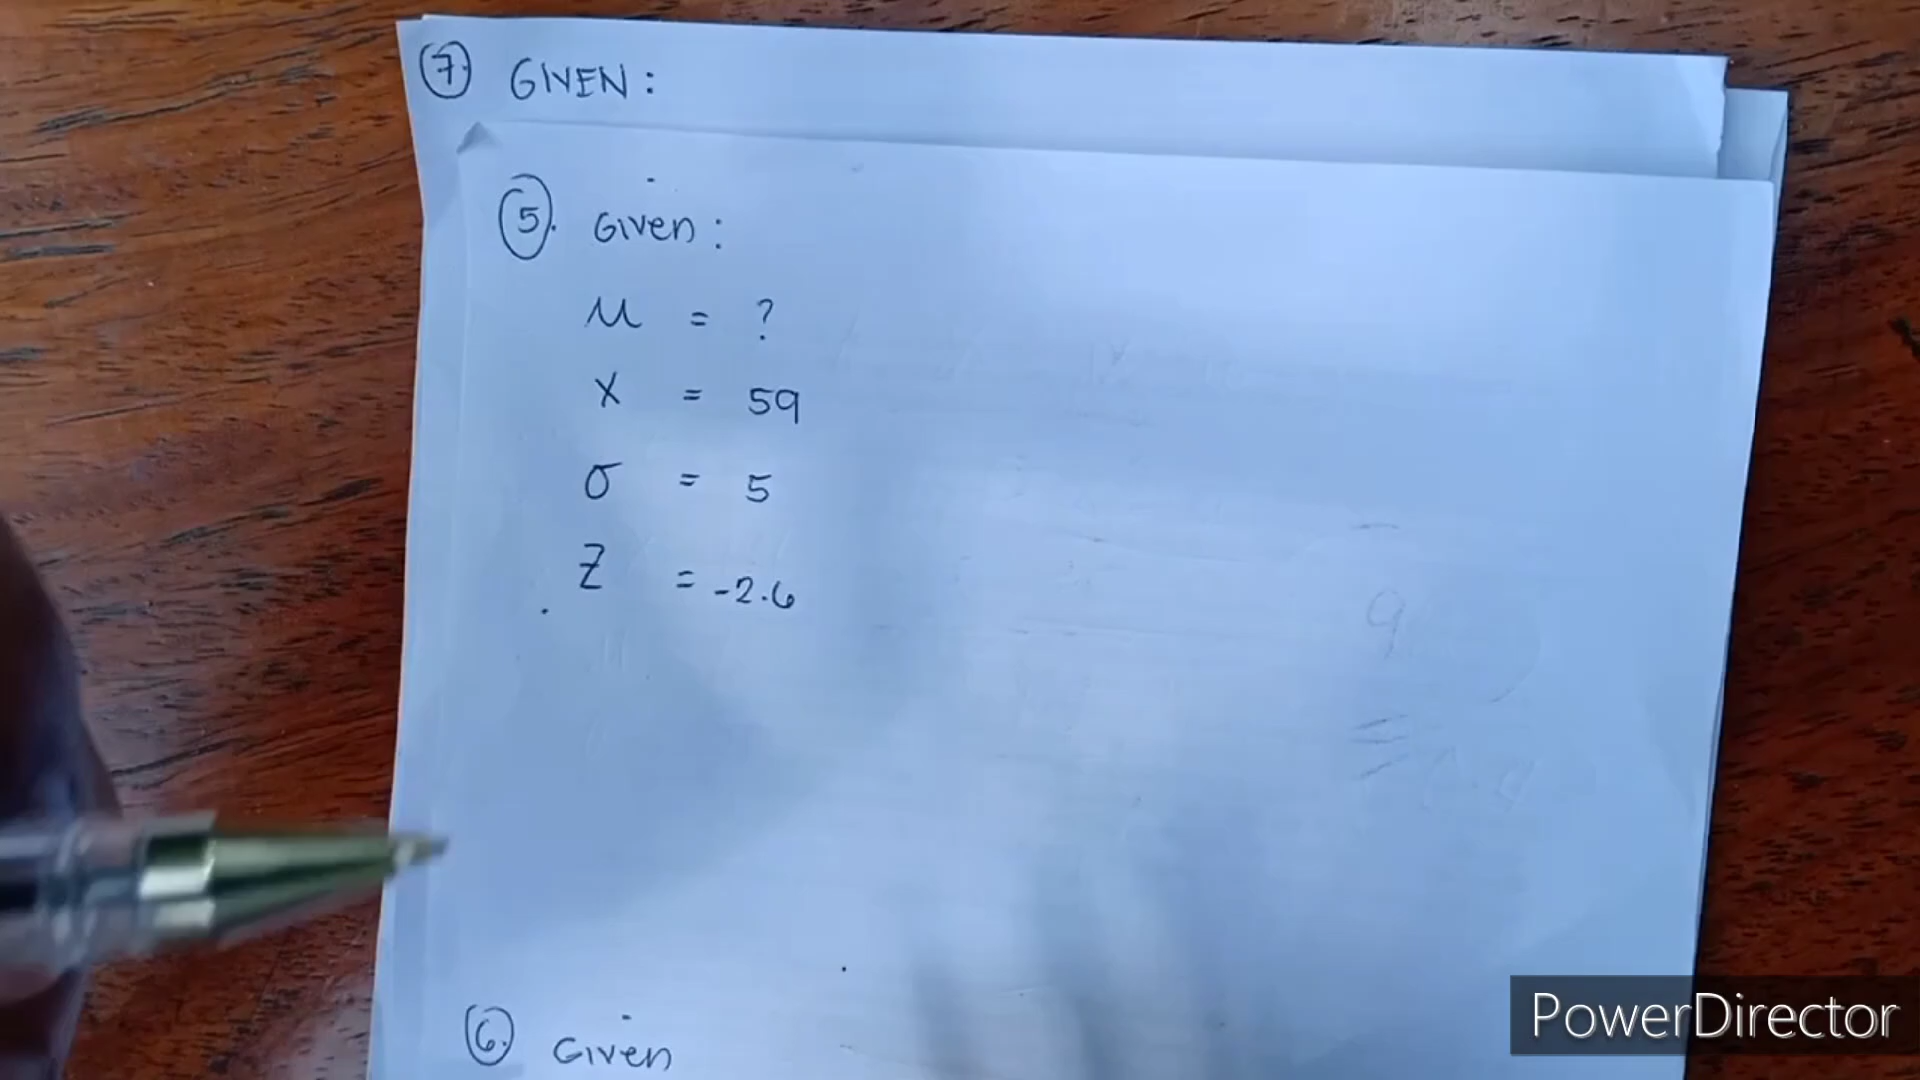 7. GIVEN:
5. Given:
μ = ?
X = 59
σ = 5
Z = -2.6
6. Given
PowerDirector